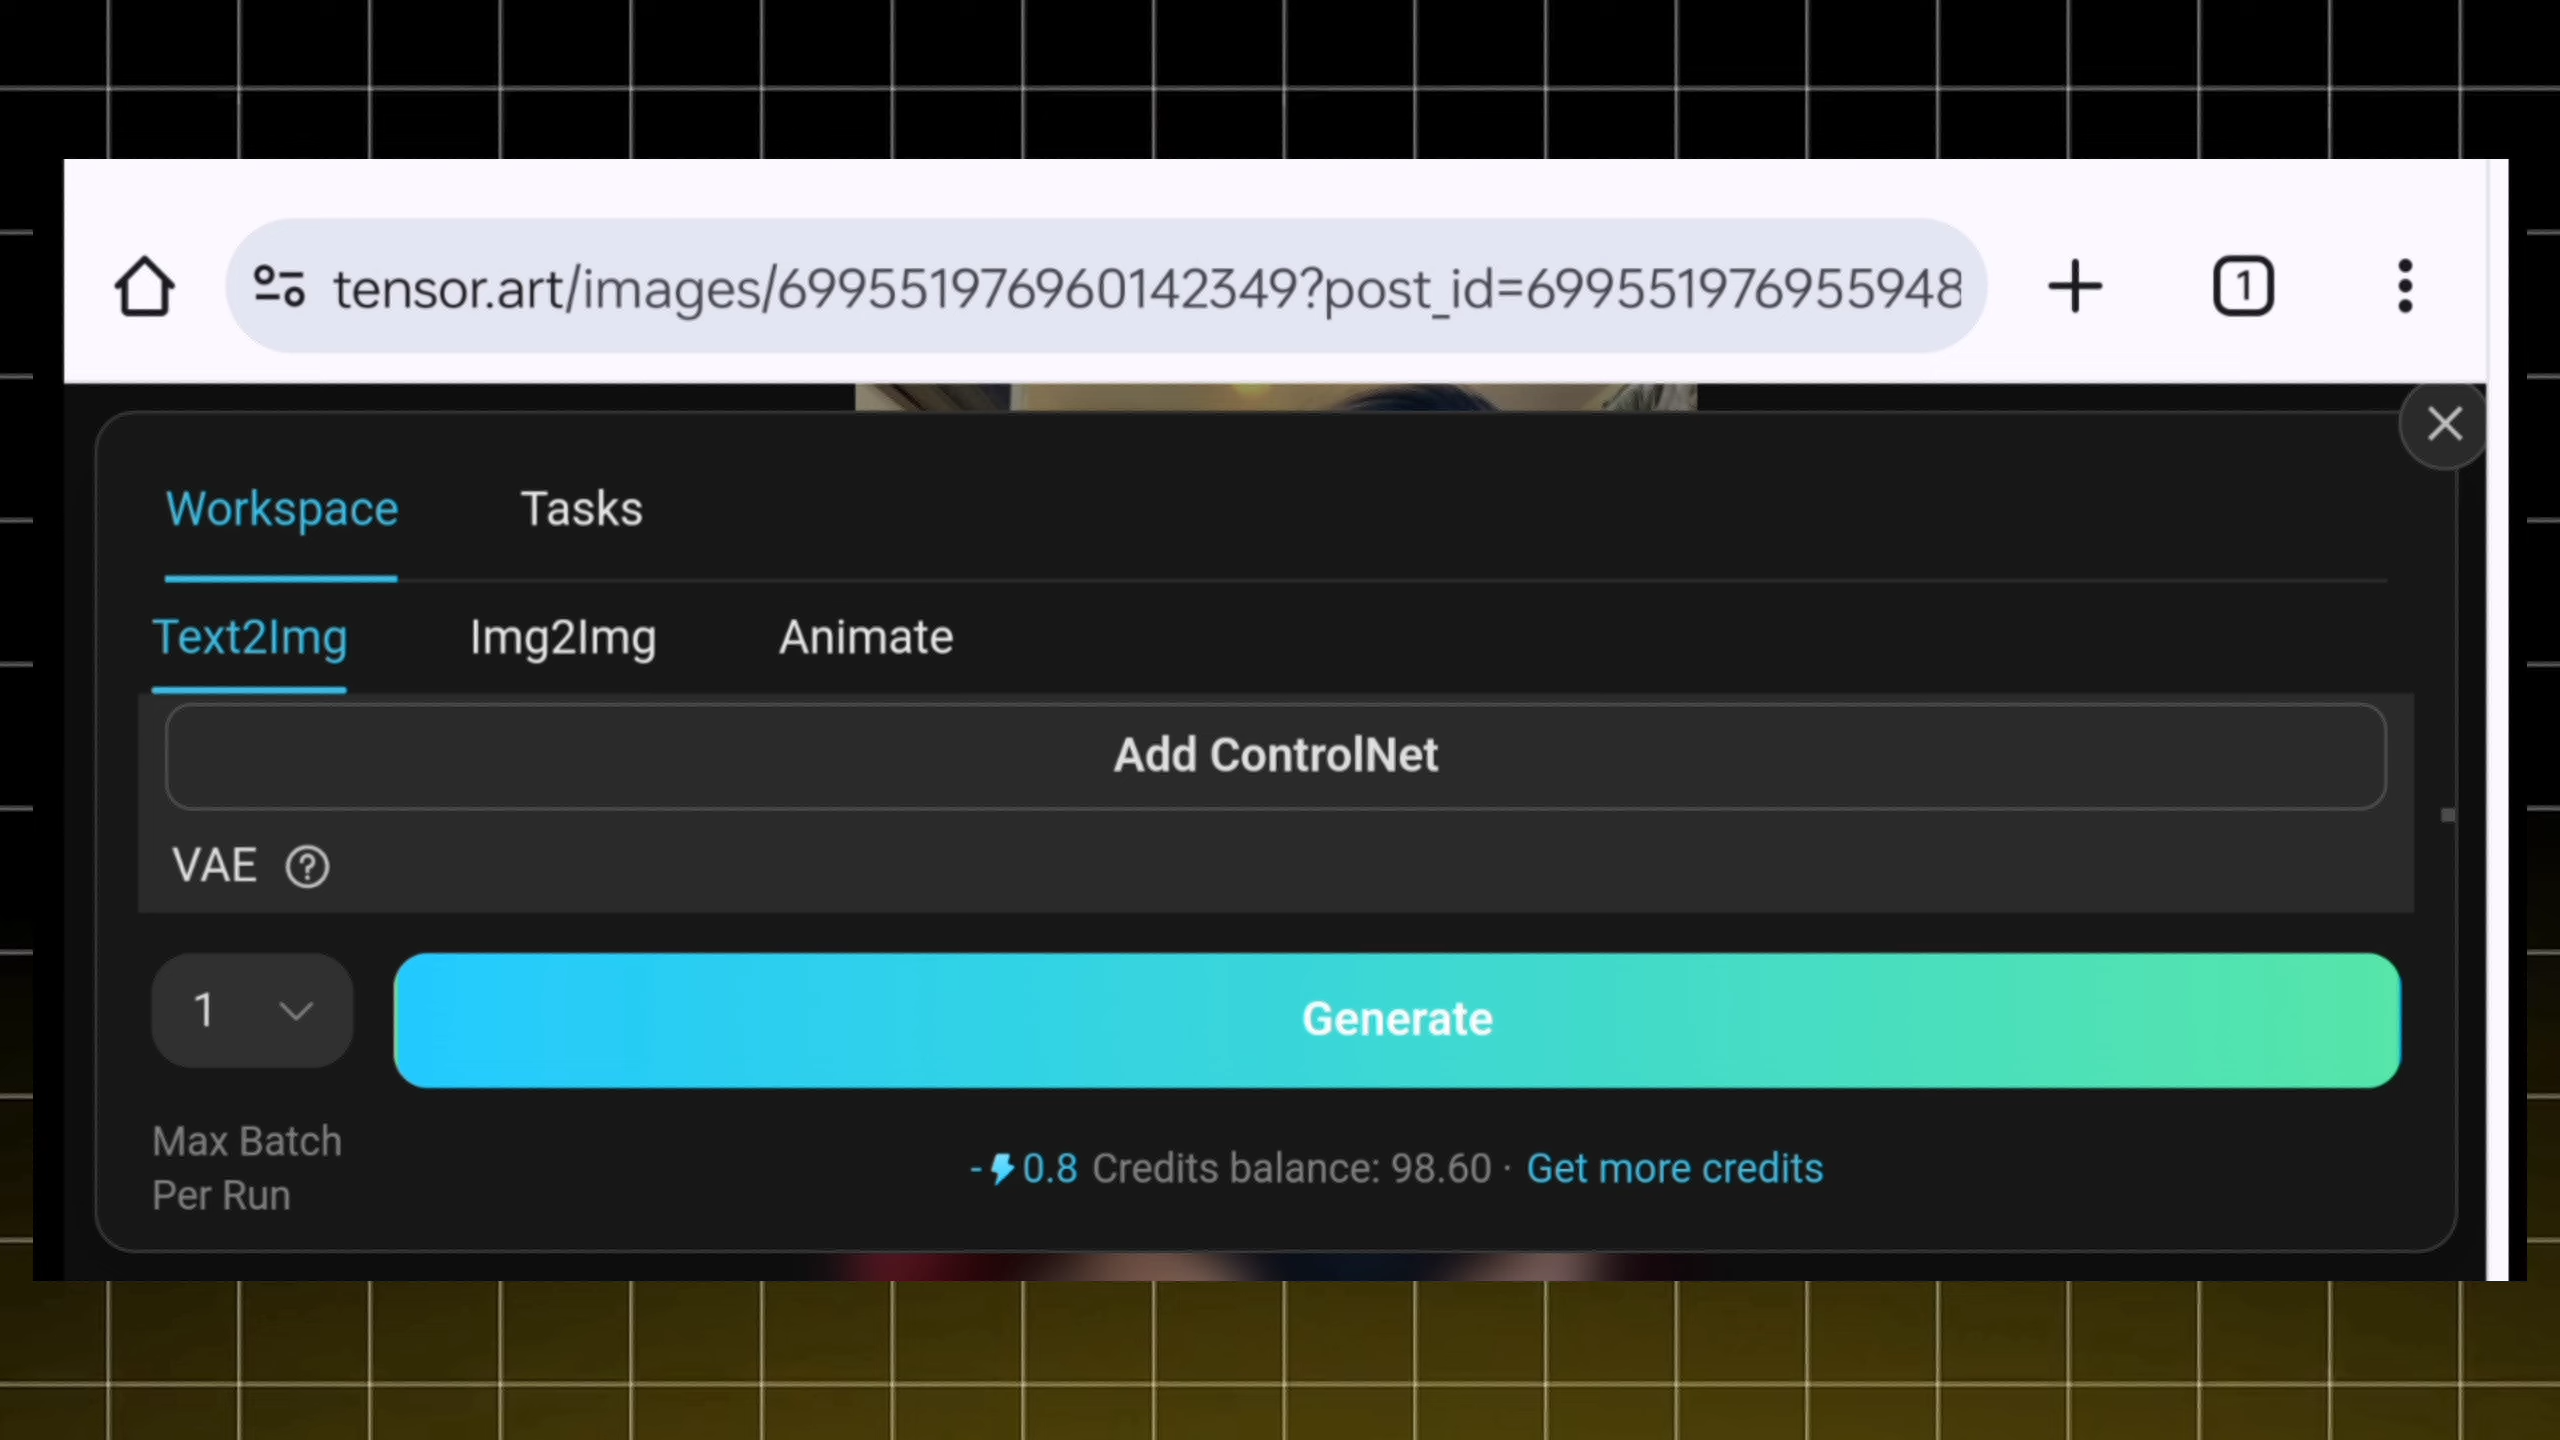 tensor.art/images/699551976960142349?post_id=699551976955948
1
Workspace Tasks
Text2Img Img2Img Animate
Add ControlNet
VAE ?
1 Generate
Max Batch
Per Run
-0.8 Credits balance: 98.60 · Get more credits